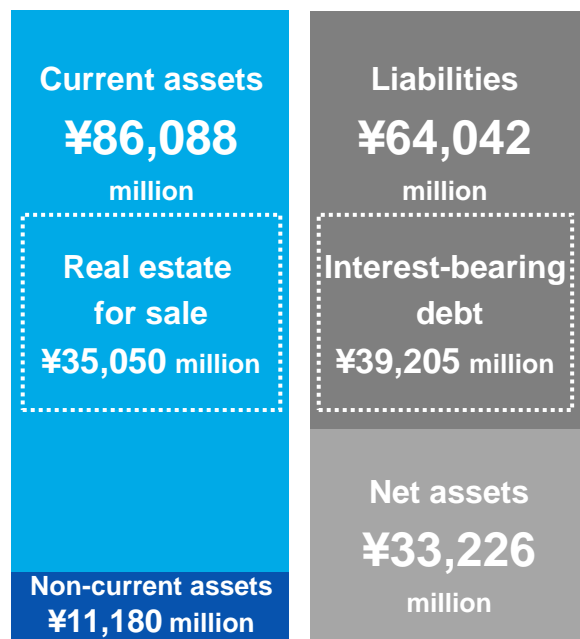 Current assets
¥86,088
million
Real estate
for sale
¥35,050 million
Non-current assets
¥11,180 million
Liabilities
¥64,042
million
Interest-bearing
debt
¥39,205 million
Net assets
¥33,226
million